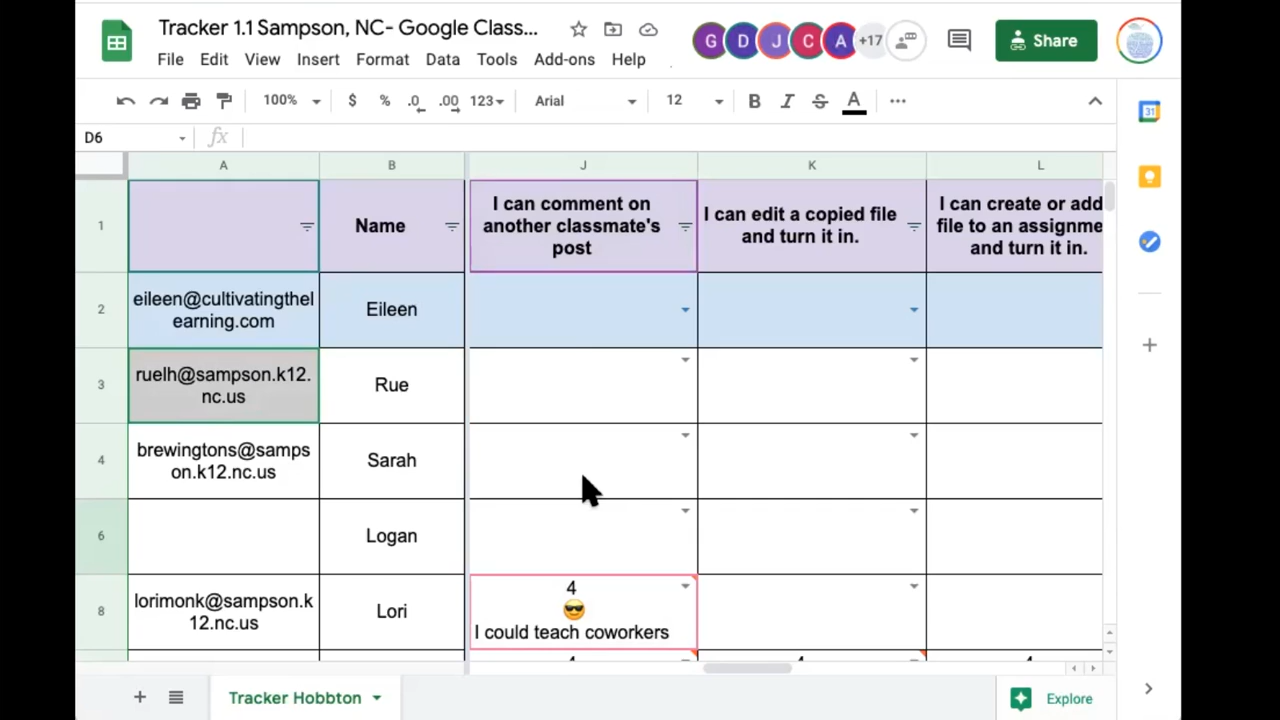 Tracker 1.1 Sampson, NC- Google Class...
File Edit View Insert Format Data Tools Add-ons Help
G D J C A +17
Share
100% $ % .0 .00 123 Arial 12 B I S A
31
D6 fx
A B J K L
1
Name
I can comment on
another classmate's
post
I can edit a copied file
and turn it in.
I can create or add
file to an assignme
and turn it in.
2
eileen@cultivatingthel
earning.com
Eileen
3
ruelh@sampson.k12.
nc.us
Rue
4
brewingtons@samps
on.k12.nc.us
Sarah
6
Logan
8
lorimonk@sampson.k
12.nc.us
Lori
4
😎
I could teach coworkers
Tracker Hobbton
Explore